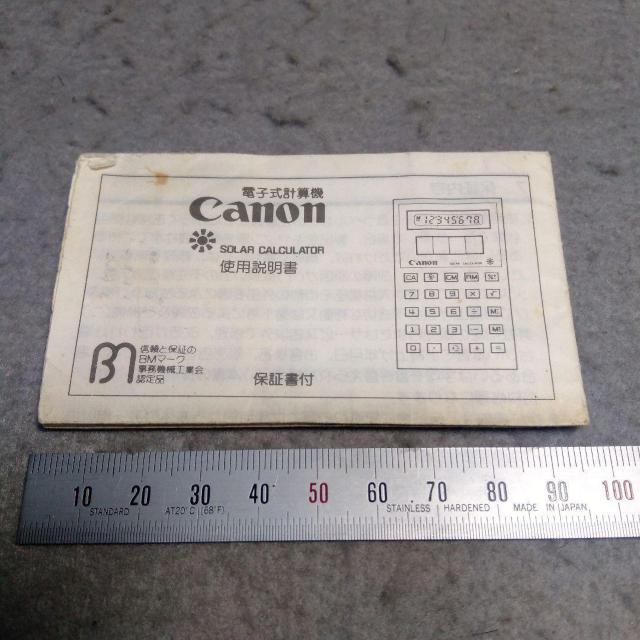 電子式計算機
Canon
SOLAR CALCULATOR
使用説明書
信頼と保証の
BMマーク
事務機械工業会
認定品
保証書付
12345678
Canon
SOLAR CALCULATOR
CA C CM RM
7 8 9
4 5 6
1 2 3
0
10 20 30 40 50 60 70 80 90 100
STANDARD AT20°C (68°F) STAINLESS HARDENED MADE IN JAPAN